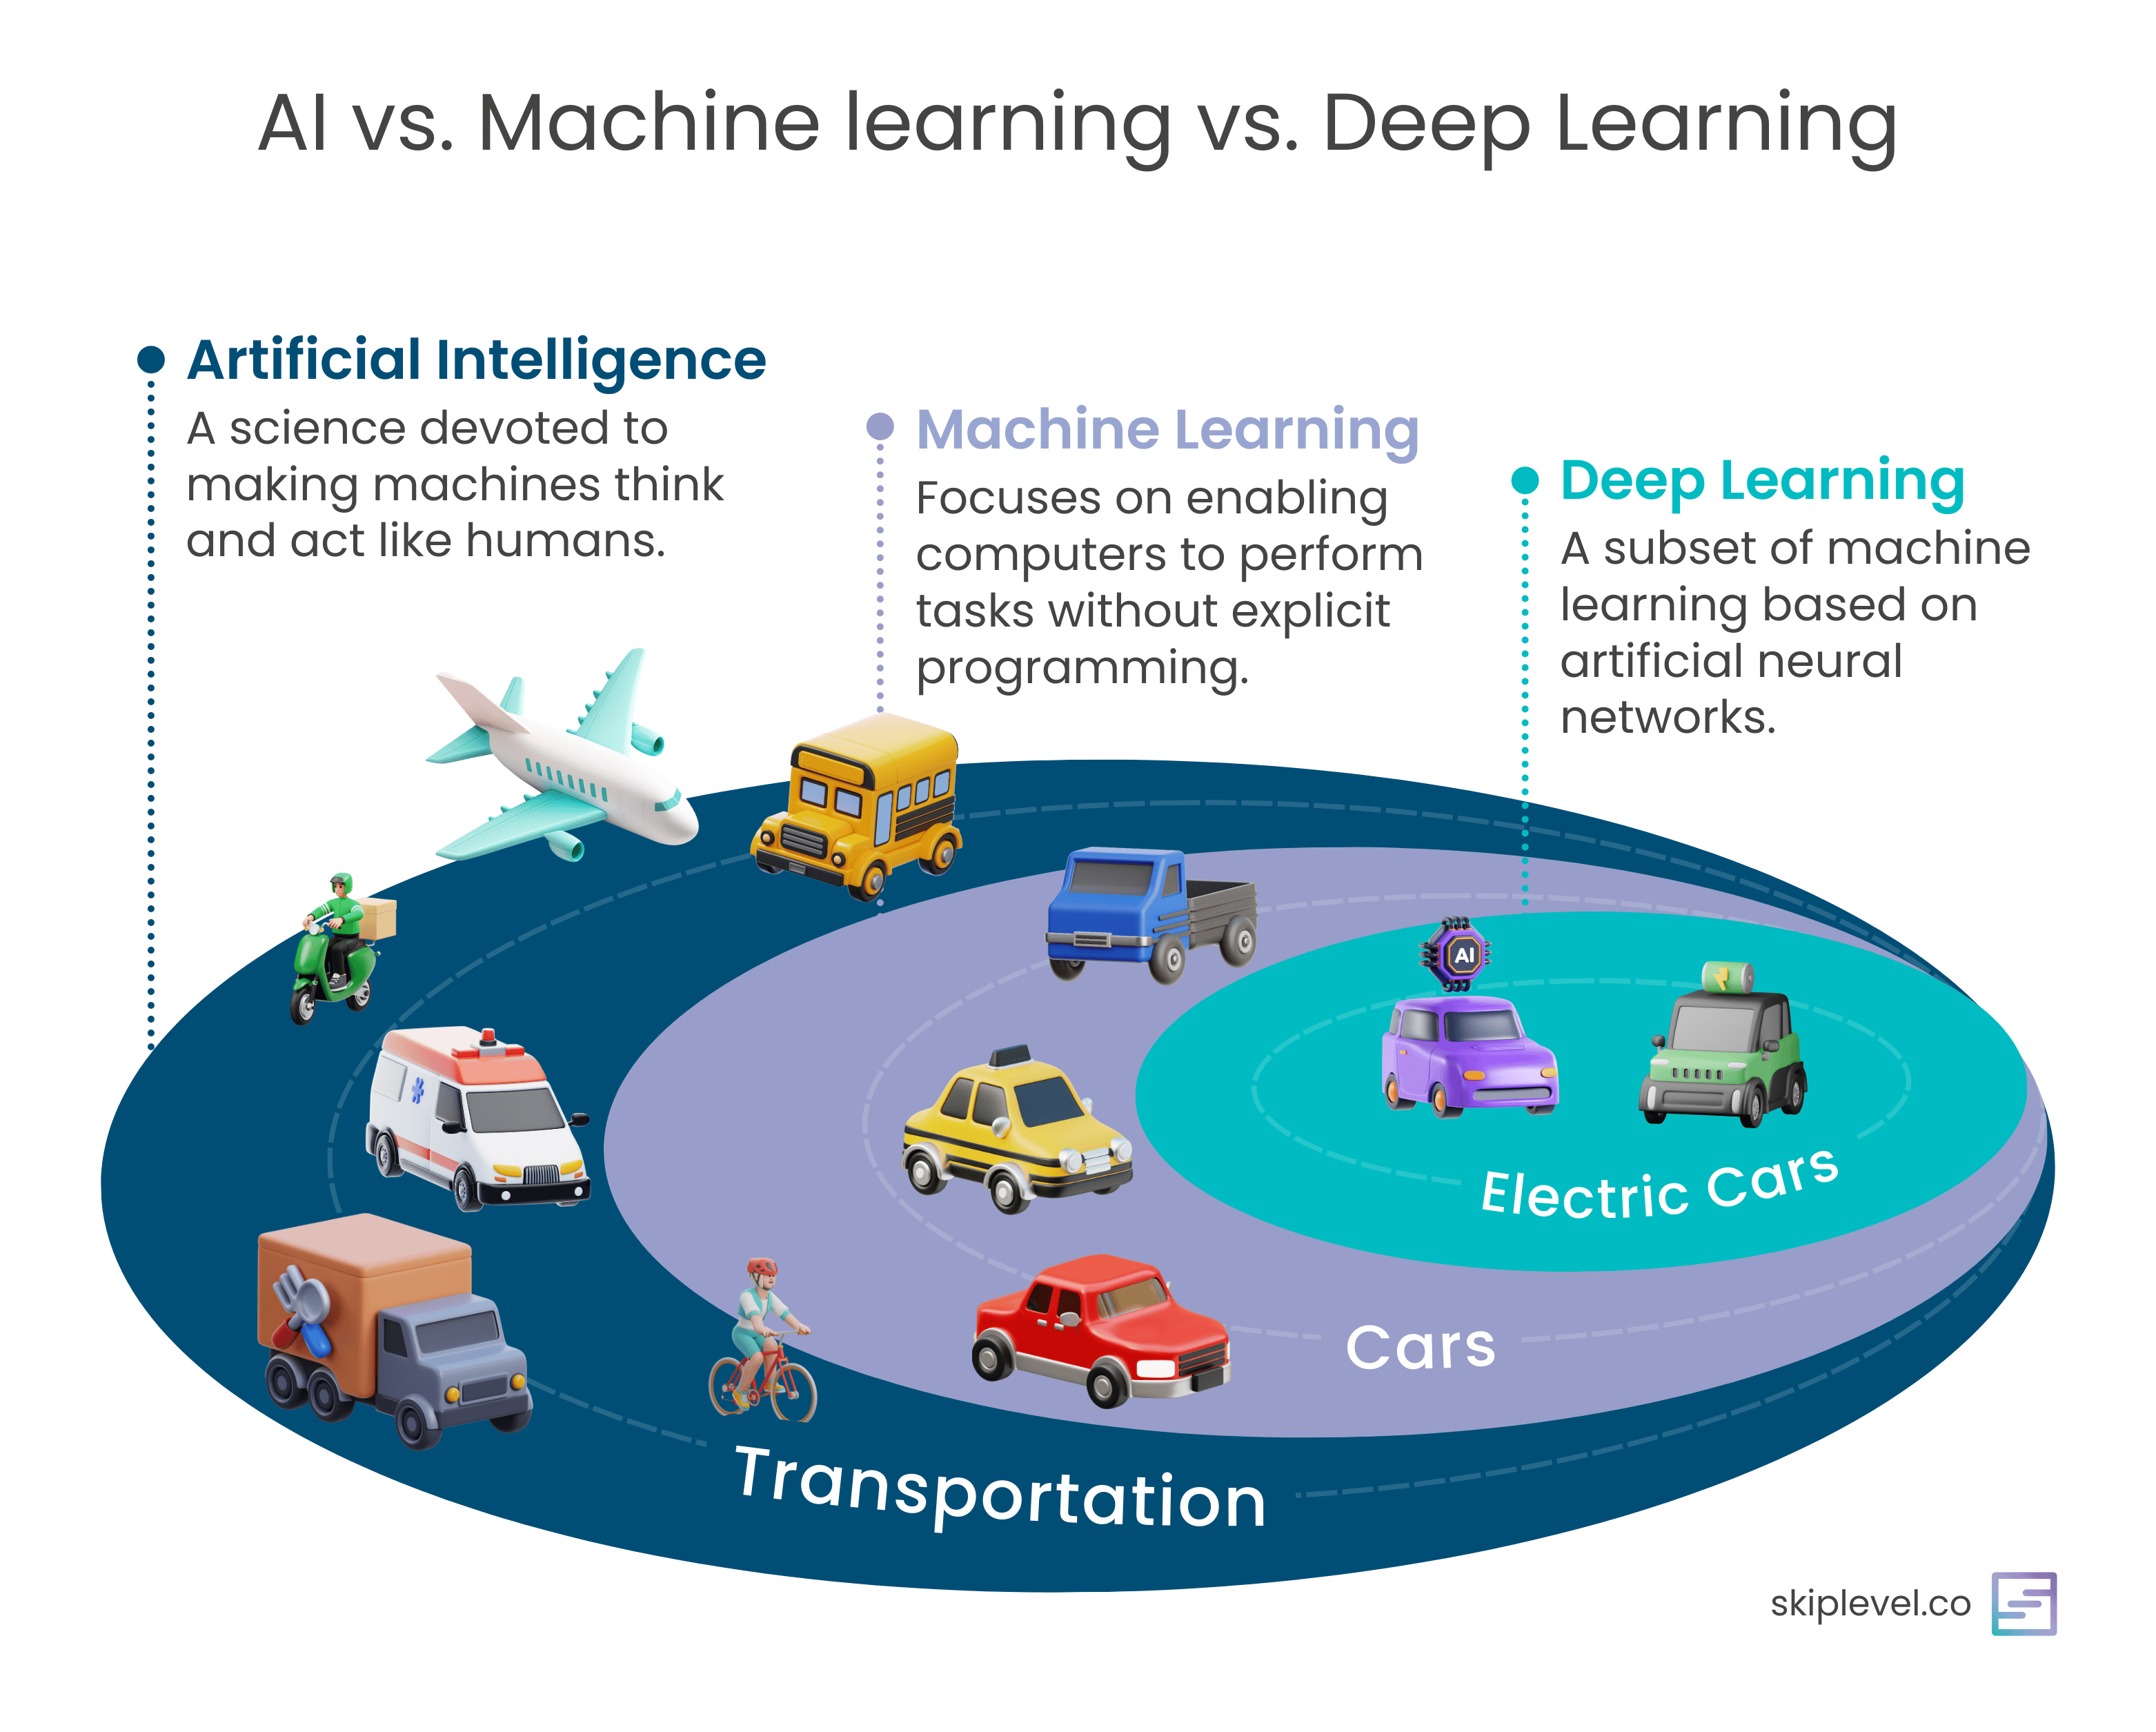 AI vs. Machine learning vs. Deep Learning
Artificial Intelligence
A science devoted to
making machines think
and act like humans.
Machine Learning
Focuses on enabling
computers to perform
tasks without explicit
programming.
Deep Learning
A subset of machine
learning based on
artificial neural
networks.
AI
Electric Cars
Cars
Transportation
skiplevel.co